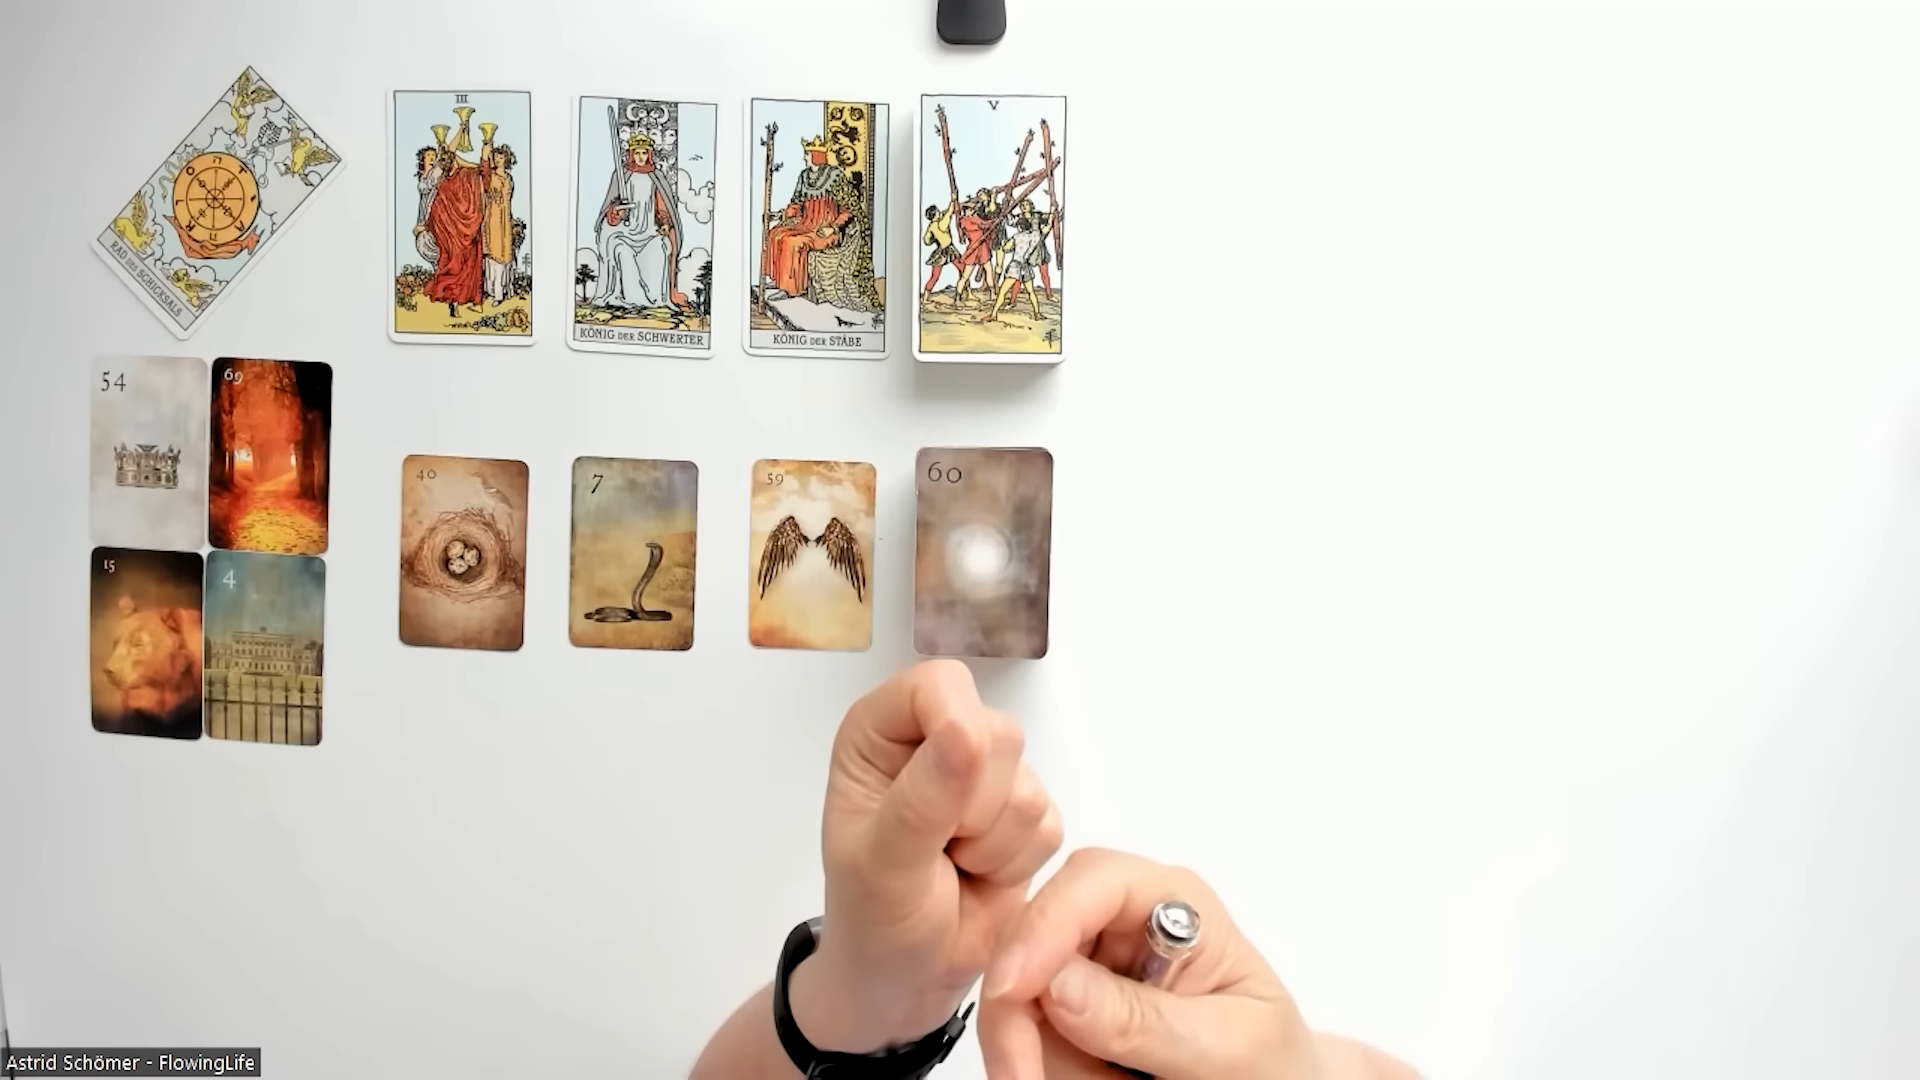 RAD DES SCHICKSALS
III
KÖNIG DER SCHWERTER
KÖNIG DER STÄBE
V
54
69
15
4
40
7
59
60
Astrid Schömer - FlowingLife